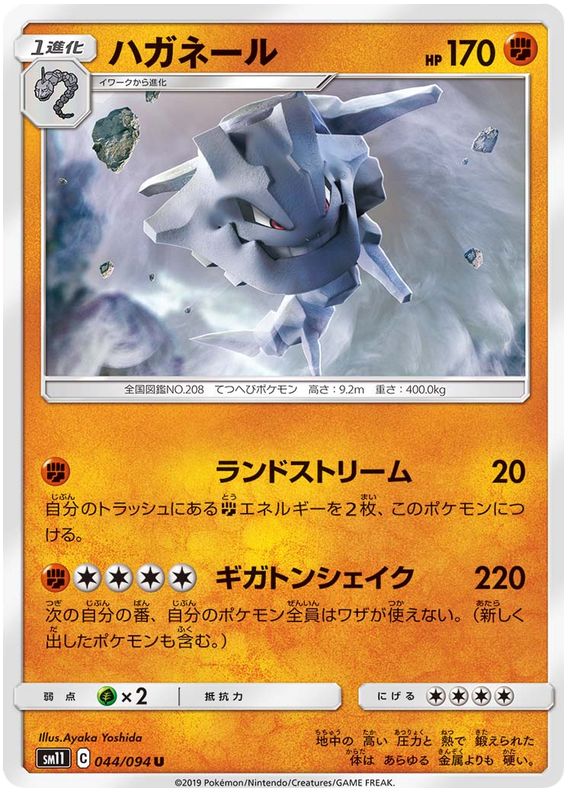 1進化
ハガネール
HP 170
イワークから進化
全国図鑑NO.208 てつへびポケモン 高さ：9.2m 重さ：400.0kg
ランドストリーム 20
自分のトラッシュにあるエネルギーを2枚、このポケモンにつ
ける。
ギガトンシェイク 220
次の自分の番、自分のポケモン全員はワザが使えない。（新しく
出したポケモンも含む。）
弱点 ×2 抵抗力 にげる
Illus.Ayaka Yoshida
SM11 C 044/094 U
地中の 高い 圧力と 熱で 鍛えられた
体は あらゆる 金属よりも 硬い。
©2019 Pokémon/Nintendo/Creatures/GAME FREAK.